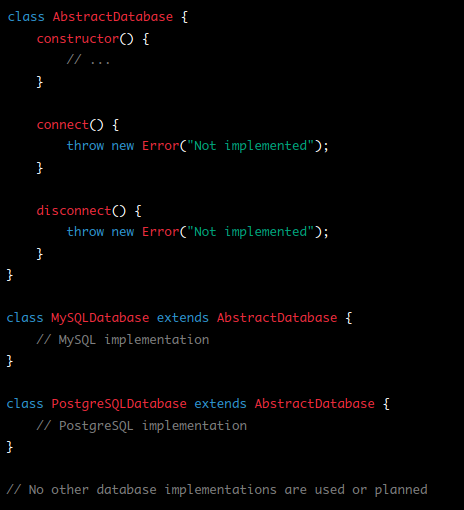 class AbstractDatabase {
    constructor() {
        // ...
    }

    connect() {
        throw new Error("Not implemented");
    }

    disconnect() {
        throw new Error("Not implemented");
    }
}

class MySQLDatabase extends AbstractDatabase {
    // MySQL implementation
}

class PostgreSQLDatabase extends AbstractDatabase {
    // PostgreSQL implementation
}

// No other database implementations are used or planned